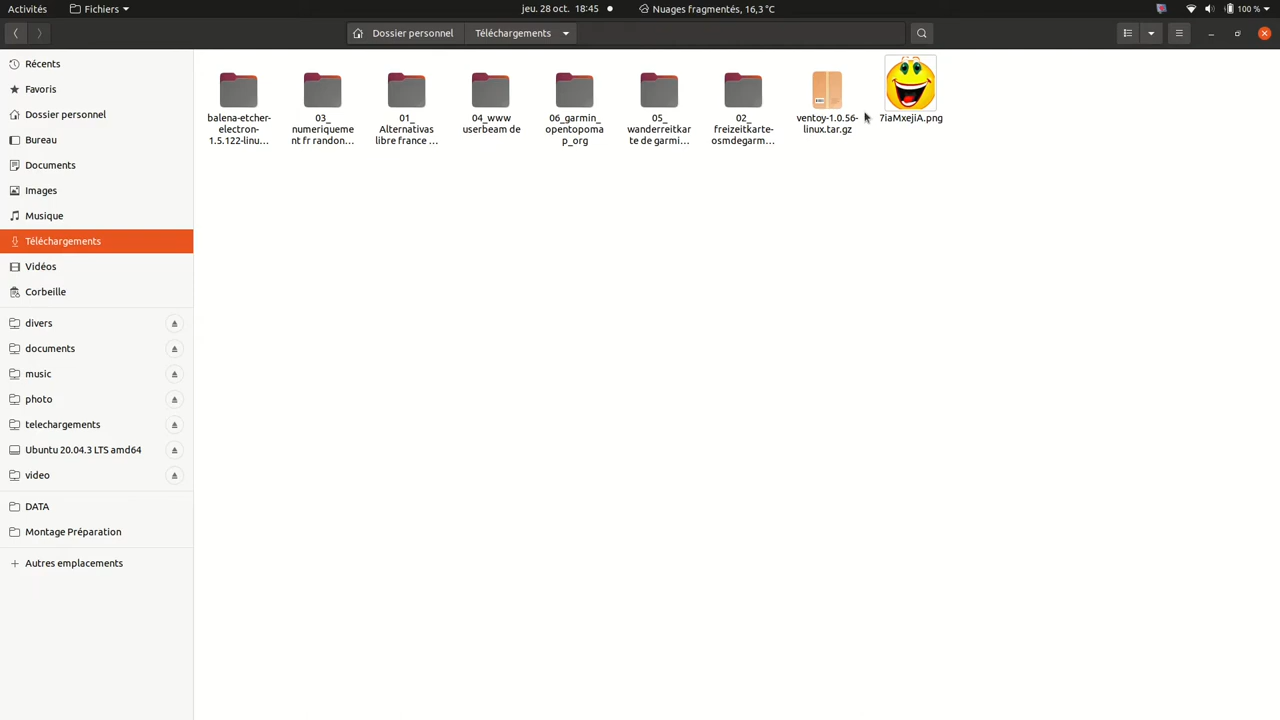 Activités
Fichiers
jeu. 28 oct. 18:45
Nuages fragmentés, 16,3 °C
100 %
Dossier personnel
Téléchargements
Récents
Favoris
Dossier personnel
Bureau
Documents
Images
Musique
Téléchargements
Vidéos
Corbeille
divers
documents
music
photo
telechargements
Ubuntu 20.04.3 LTS amd64
video
DATA
Montage Préparation
+ Autres emplacements
balena-etcher-
electron-
1.5.122-linu…
03_
numeriqueme
nt fr randon…
01_
Alternativas
libre france …
04_www
userbeam de
06_garmin_
opentopoma
p_org
05_
wanderreitkar
te de garmi…
02_
freizeitkarte-
osmdegarm…
ventoy-1.0.56-
linux.tar.gz
7iaMxejiA.png